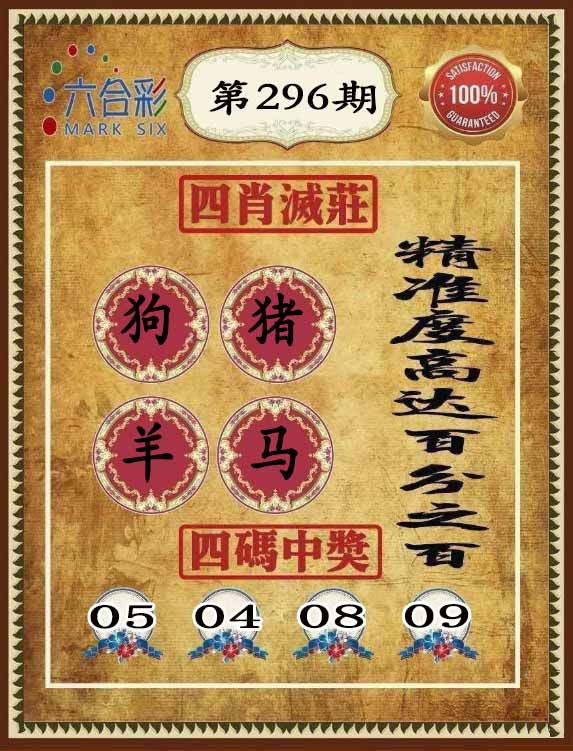 六合彩
MARK SIX
第296期
SATISFACTION
100%
GUARANTEED
四肖滅莊
狗
猪
羊
马
精准度高达百分之百
四碼中獎
05 04 08 09